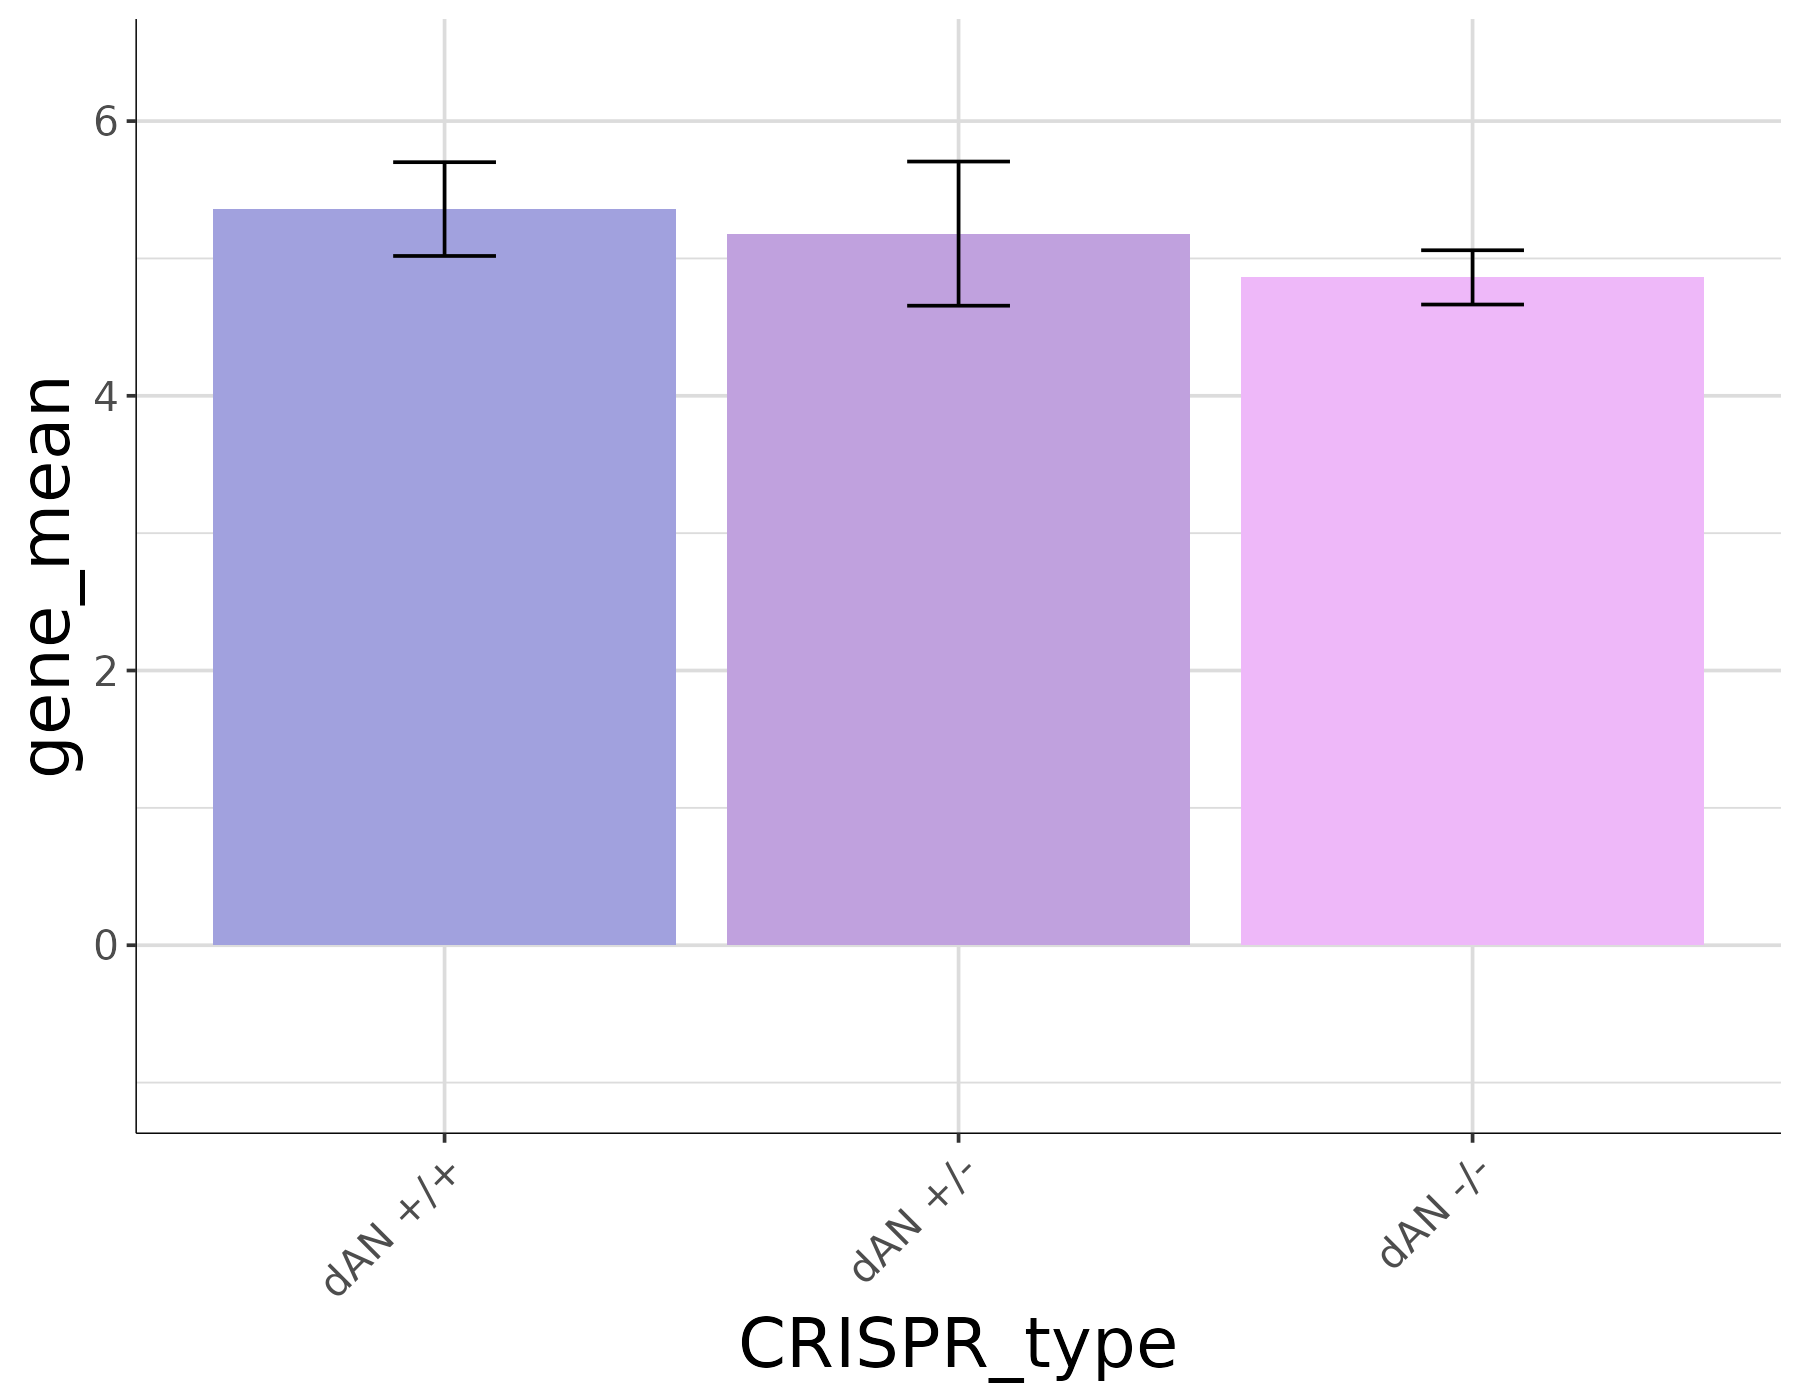 gene_mean
6
4
2
0
dAN +/+
dAN +/-
dAN -/-
CRISPR_type